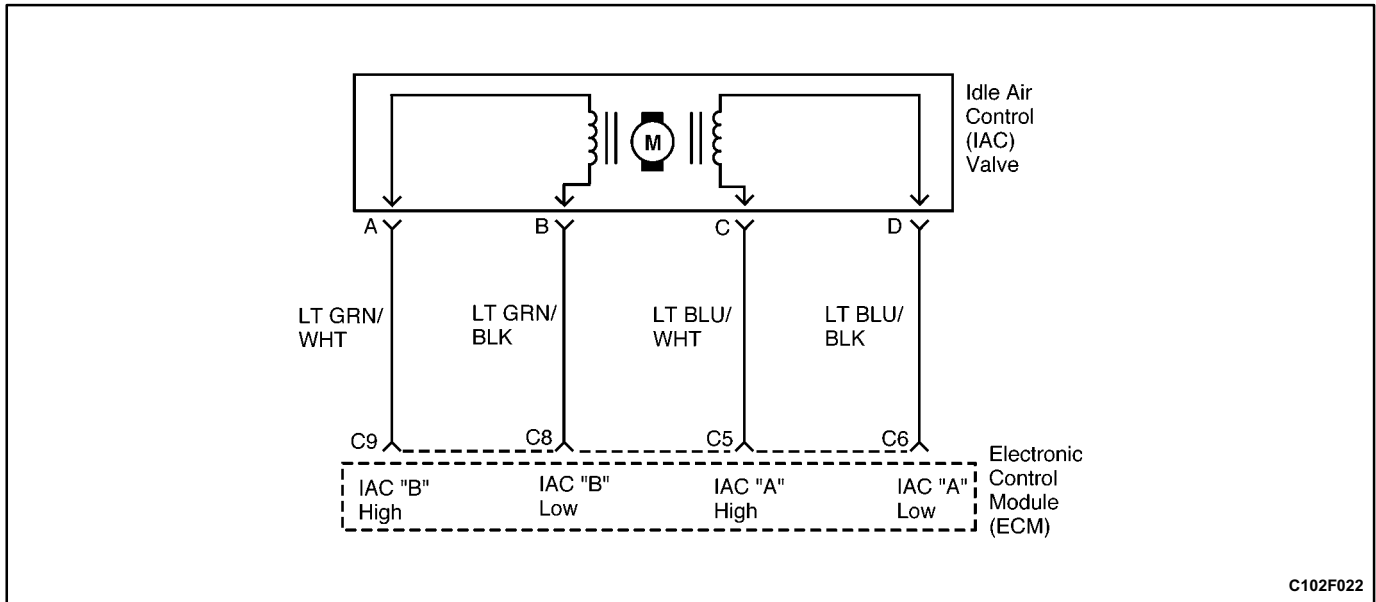 Idle Air
Control
(IAC)
Valve
M
A
B
C
D
LT GRN/
WHT
LT GRN/
BLK
LT BLU/
WHT
LT BLU/
BLK
C9
C8
C5
C6
IAC "B"
High
IAC "B"
Low
IAC "A"
High
IAC "A"
Low
Electronic
Control
Module
(ECM)
C102F022